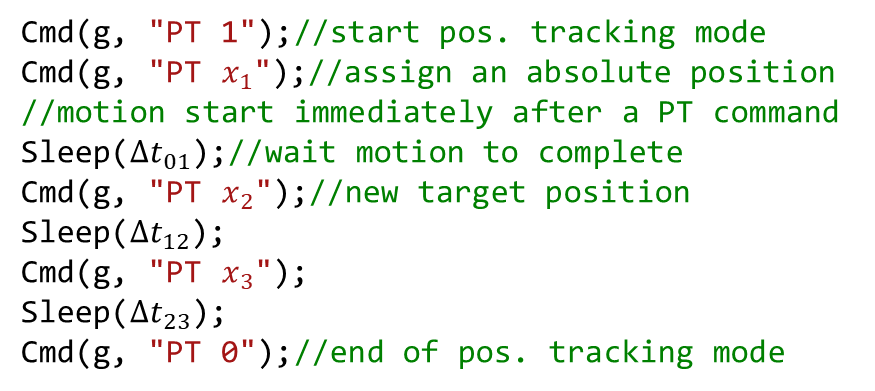 Cmd(g, "PT 1");//start pos. tracking mode
Cmd(g, "PT x₁");//assign an absolute position
//motion start immediately after a PT command
Sleep(Δt₀₁);//wait motion to complete
Cmd(g, "PT x₂");//new target position
Sleep(Δt₁₂);
Cmd(g, "PT x₃");
Sleep(Δt₂₃);
Cmd(g, "PT 0");//end of pos. tracking mode